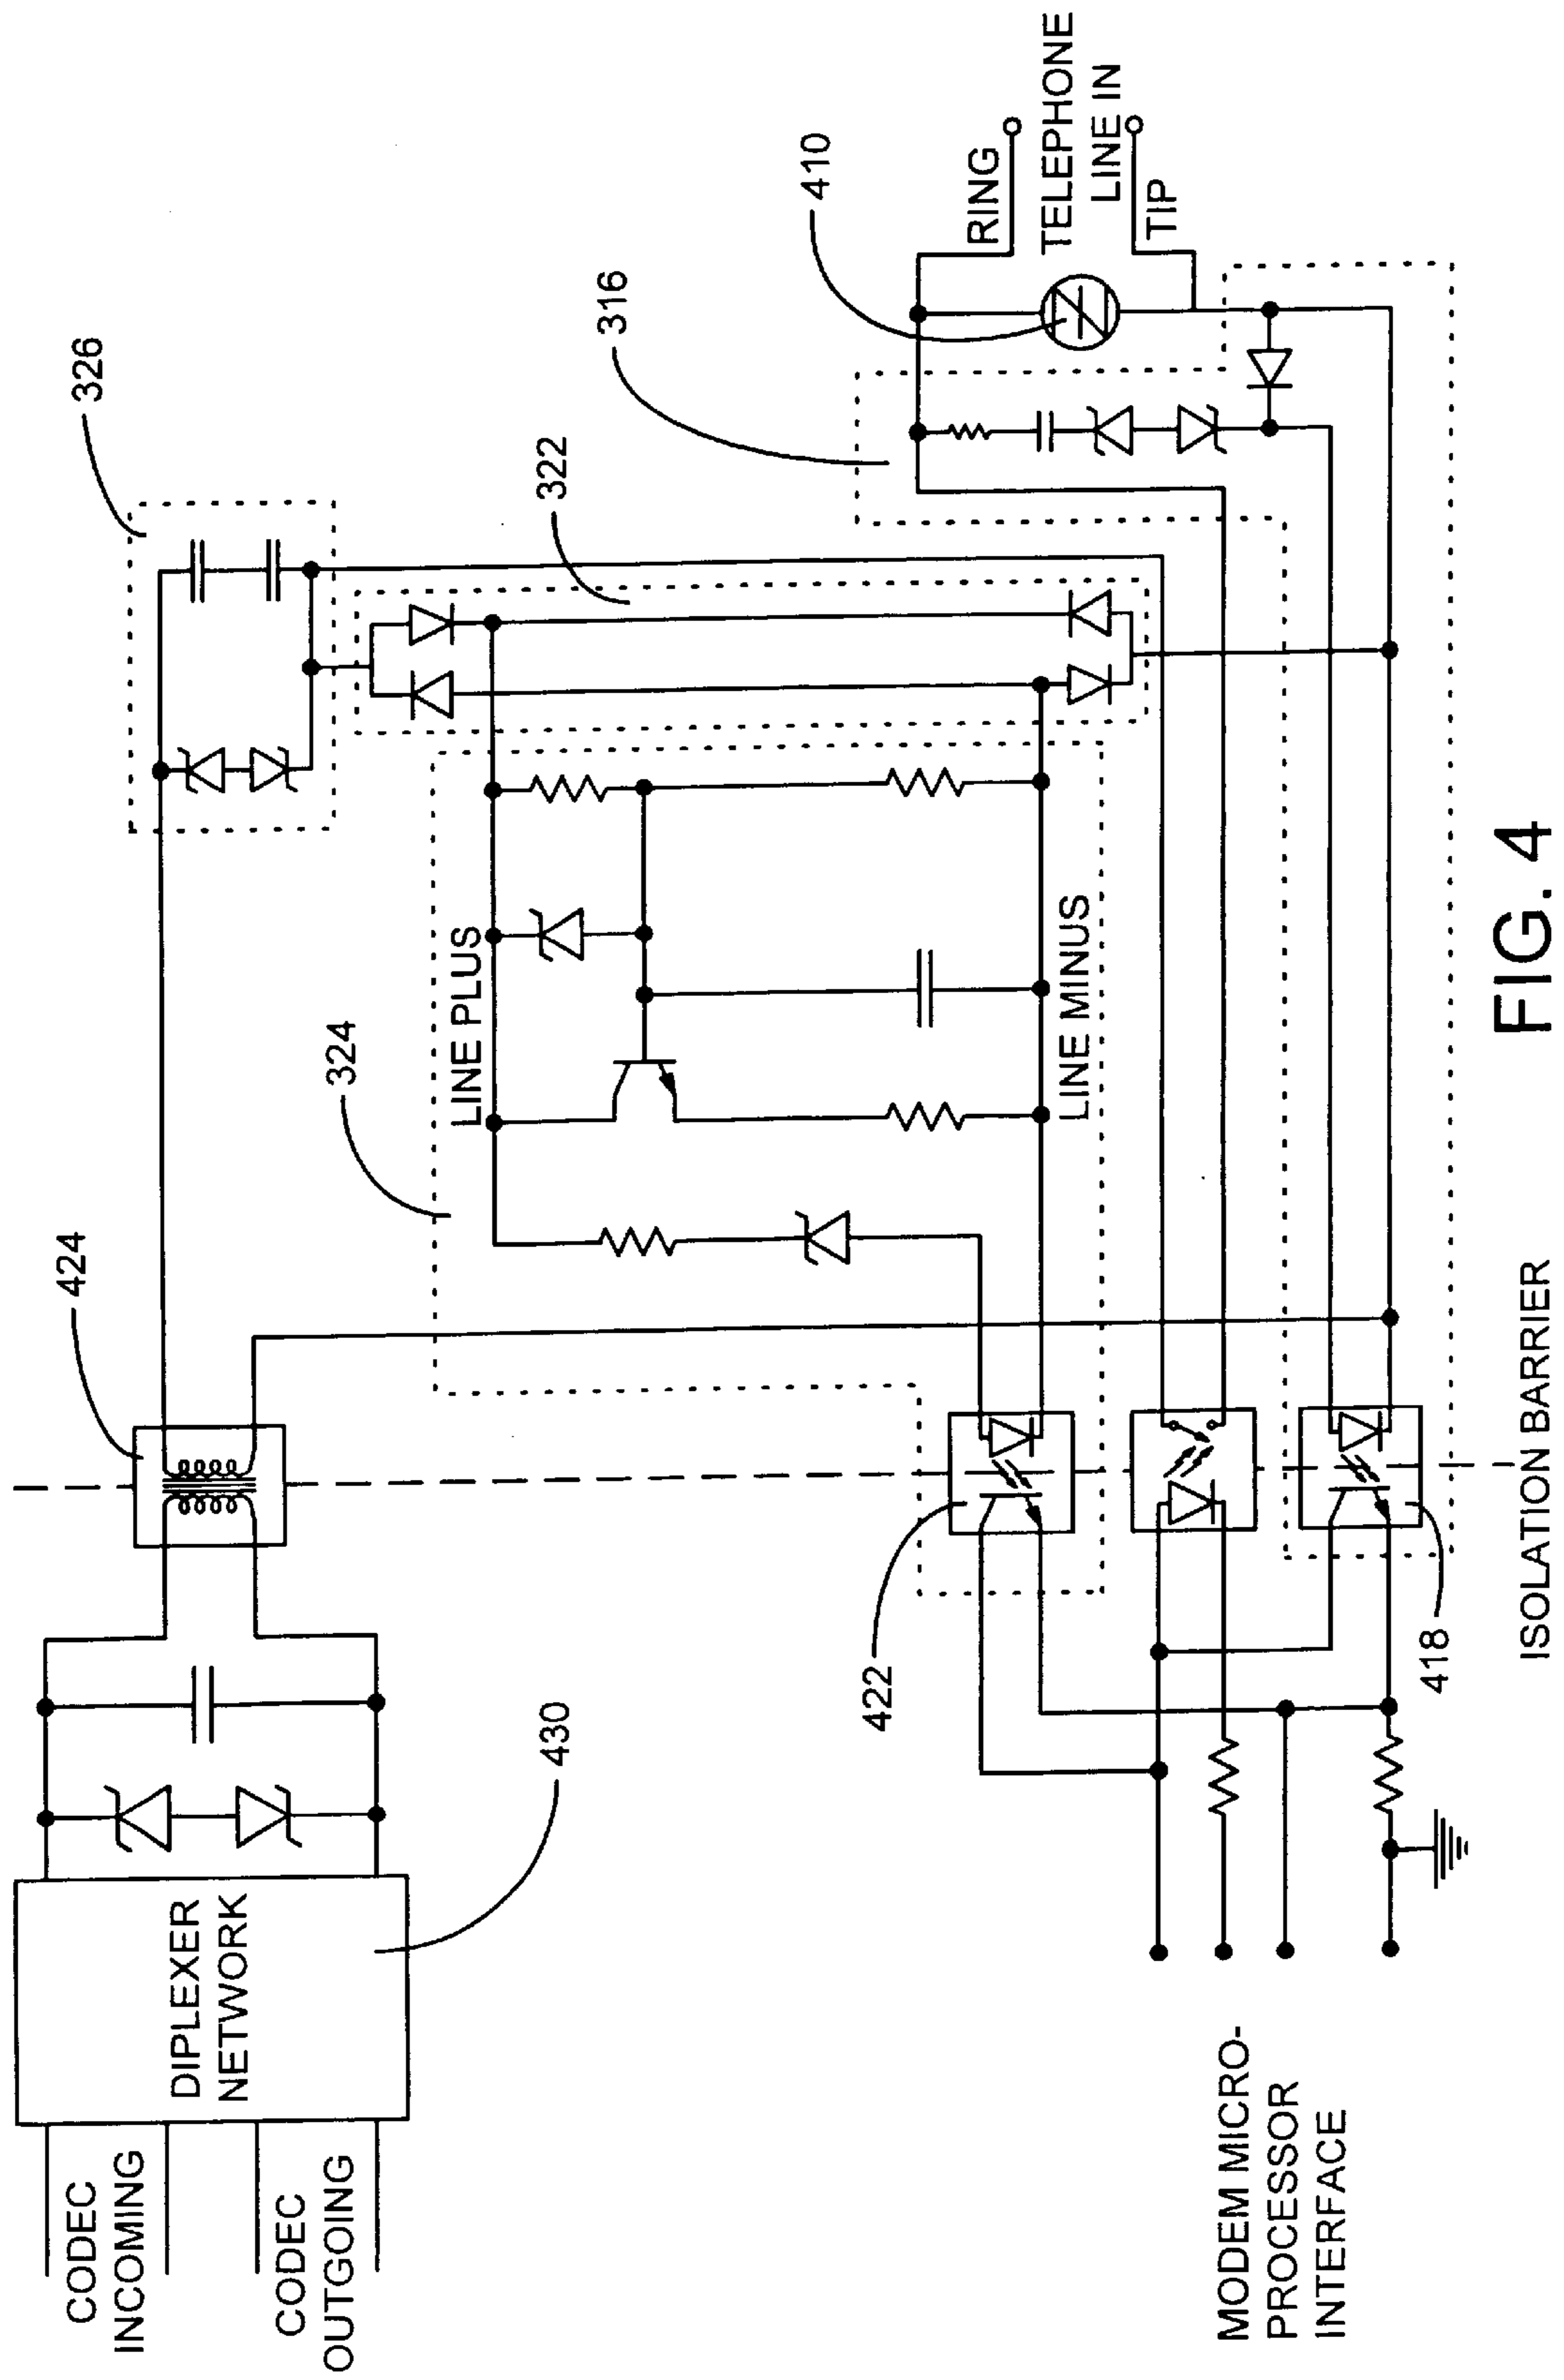 CODEC
INCOMING
CODEC
OUTGOING
DIPLEXER
NETWORK
430
424
326
324
LINE PLUS
LINE MINUS
322
316
410
RING
TELEPHONE
LINE IN
TIP
422
418
MODEM MICRO-
PROCESSOR
INTERFACE
ISOLATION BARRIER
FIG. 4